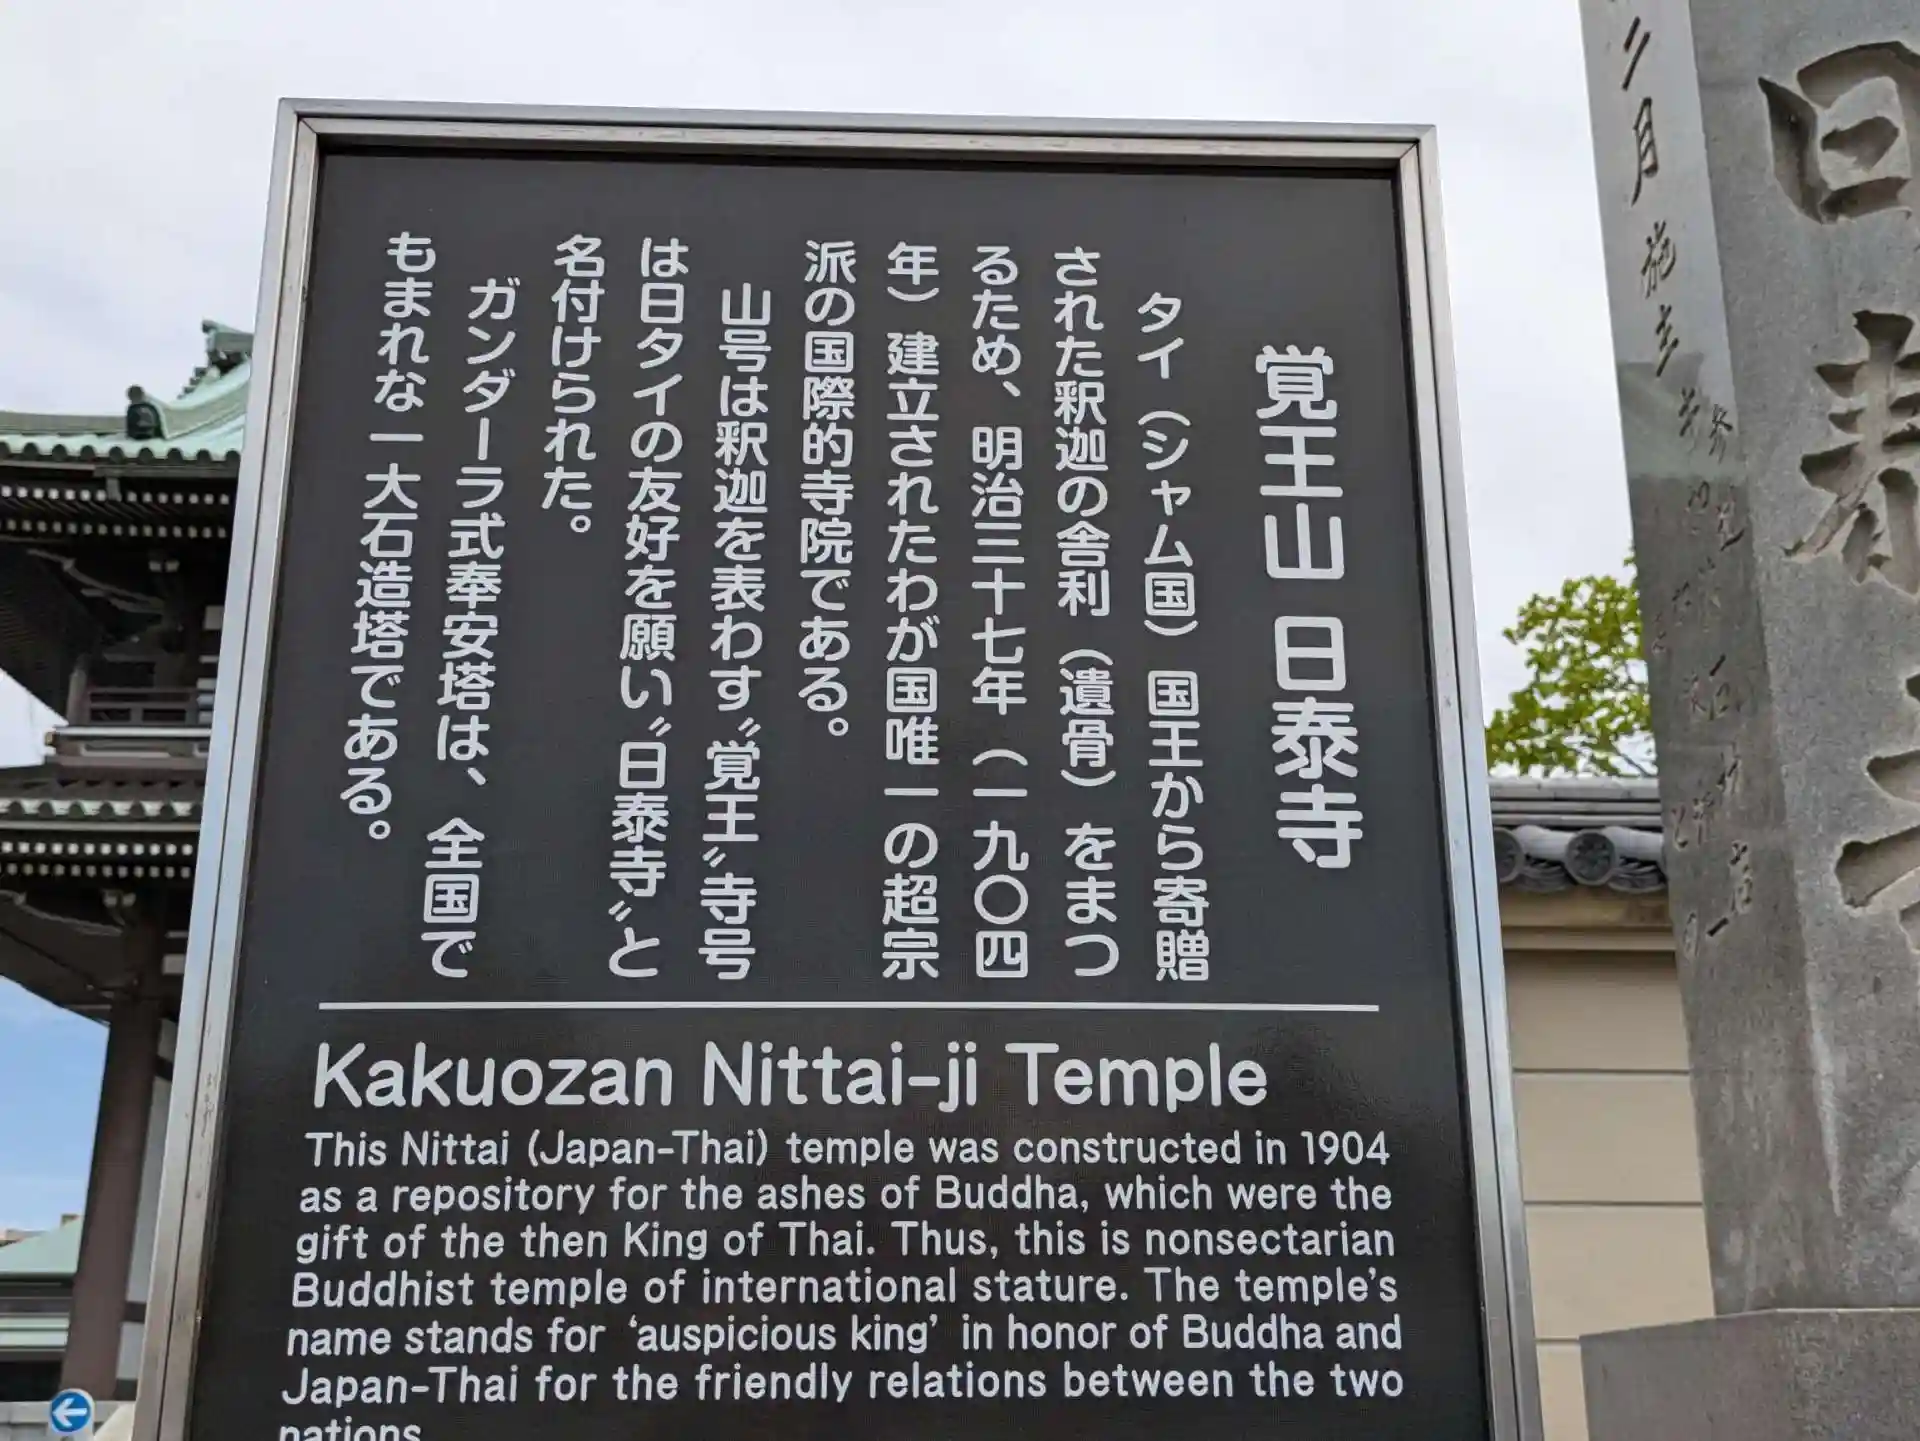 覚王山 日泰寺
タイ（シャム国）国王から寄贈
された釈迦の舎利（遺骨）をまつ
るため、明治三十七年（一九〇四
年）建立されたわが国唯一の超宗
派の国際的寺院である。
山号は釈迦を表わす〝覚王〟寺号
は日タイの友好を願い〝日泰寺〟と
名付けられた。
ガンダーラ式奉安塔は、全国で
もまれな一大石造塔である。
Kakuozan Nittai-ji Temple
This Nittai (Japan-Thai) temple was constructed in 1904
as a repository for the ashes of Buddha, which were the
gift of the then King of Thai. Thus, this is nonsectarian
Buddhist temple of international stature. The temple's
name stands for ‘auspicious king’ in honor of Buddha and
Japan-Thai for the friendly relations between the two
nations
日泰
二月 施主